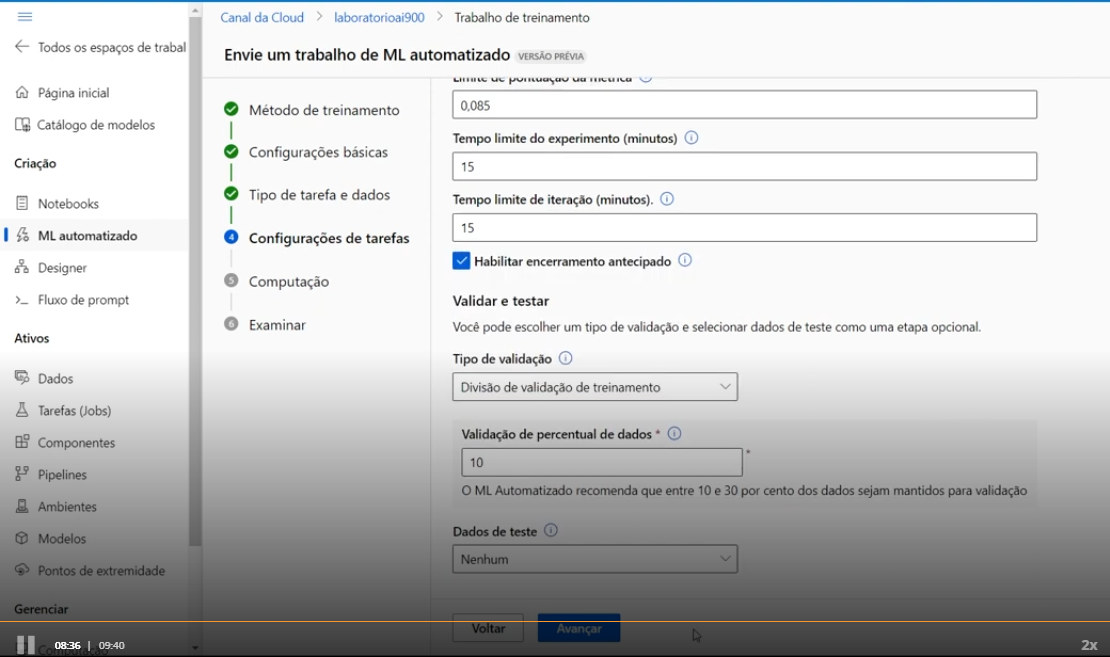 Canal da Cloud > laboratorioai900 > Trabalho de treinamento
Todos os espaços de trabal
Envie um trabalho de ML automatizado VERSÃO PRÉVIA
Página inicial
Catálogo de modelos
Criação
Notebooks
ML automatizado
Designer
Fluxo de prompt
Ativos
Dados
Tarefas (Jobs)
Componentes
Pipelines
Ambientes
Modelos
Pontos de extremidade
Gerenciar
Método de treinamento
Configurações básicas
Tipo de tarefa e dados
4 Configurações de tarefas
5 Computação
6 Examinar
Limite de pontuação da métrica
0,085
Tempo limite do experimento (minutos)
15
Tempo limite de iteração (minutos).
15
Habilitar encerramento antecipado
Validar e testar
Você pode escolher um tipo de validação e selecionar dados de teste como uma etapa opcional.
Tipo de validação
Divisão de validação de treinamento
Validação de percentual de dados *
10 *
O ML Automatizado recomenda que entre 10 e 30 por cento dos dados sejam mantidos para validação
Dados de teste
Nenhum
Voltar
Avançar
08:36 | 09:40
2x